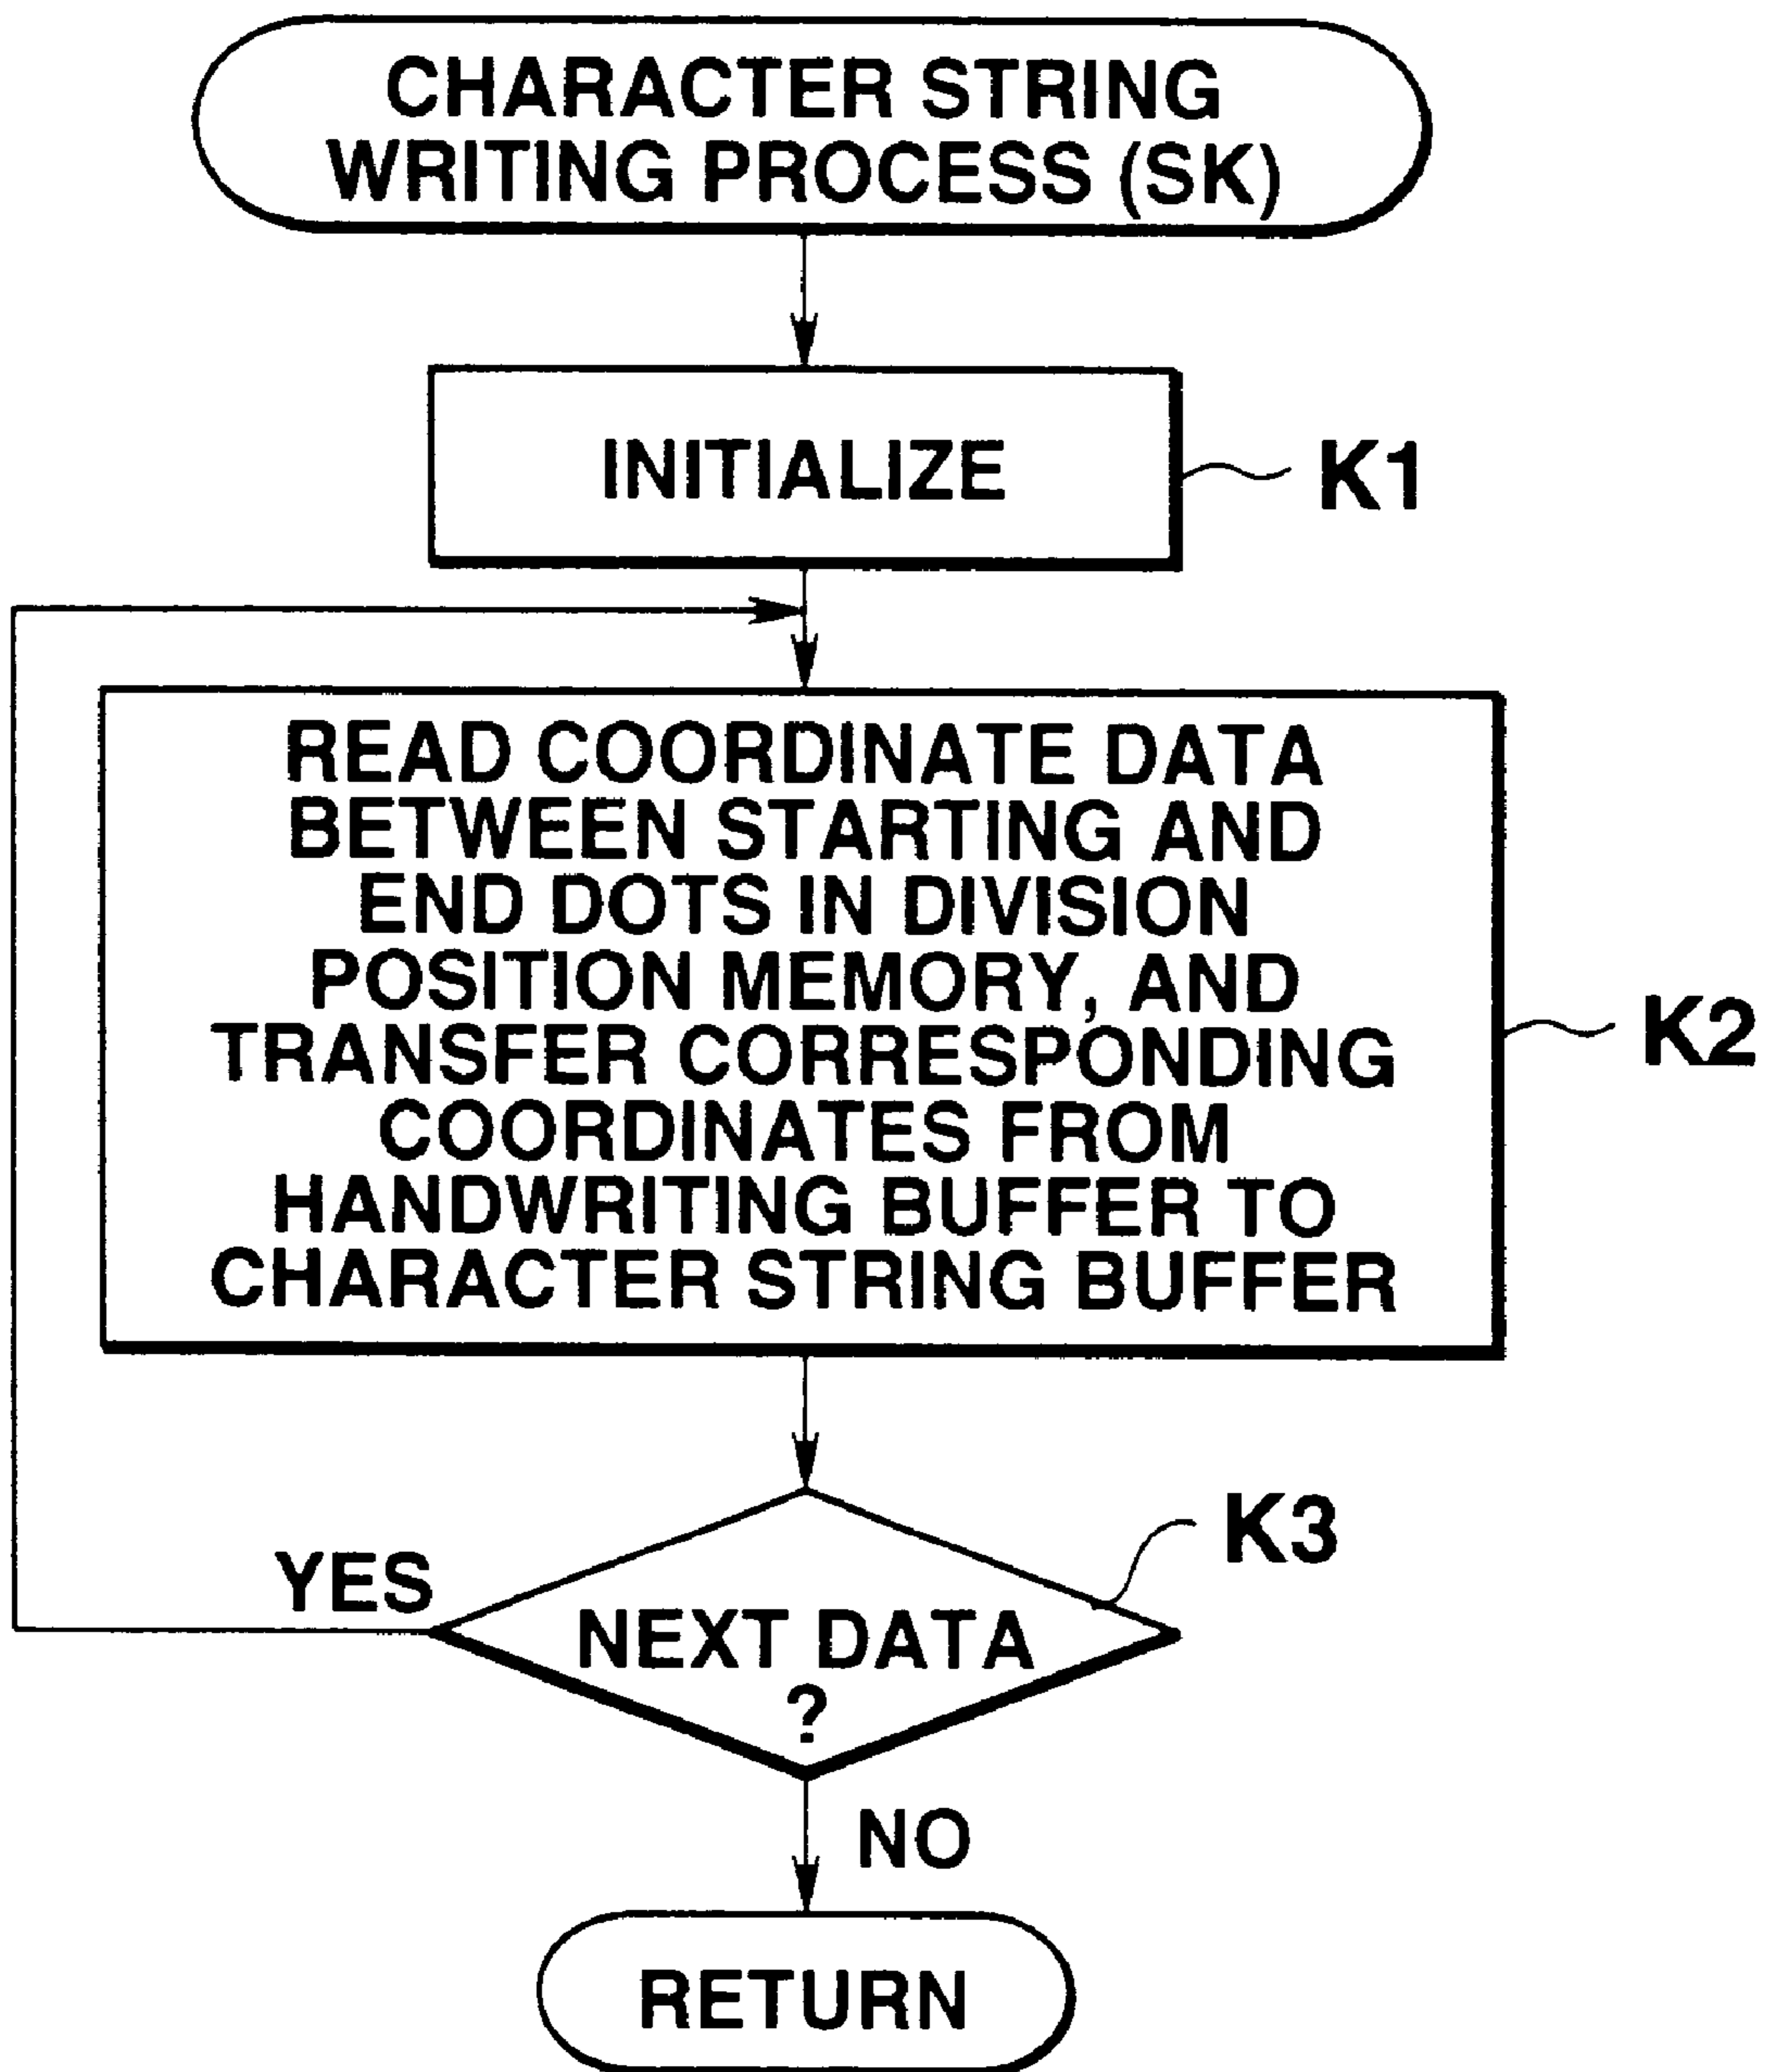 CHARACTER STRING
WRITING PROCESS (SK)
INITIALIZE
K1
READ COORDINATE DATA
BETWEEN STARTING AND
END DOTS IN DIVISION
POSITION MEMORY, AND
TRANSFER CORRESPONDING
COORDINATES FROM
HANDWRITING BUFFER TO
CHARACTER STRING BUFFER
K2
K3
YES
NEXT DATA
?
NO
RETURN